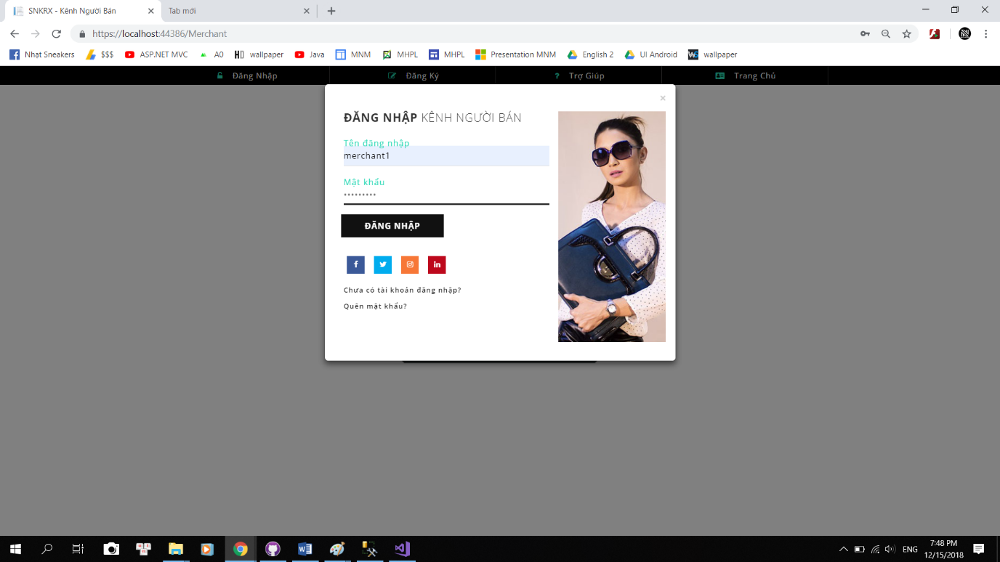 SNKRX - Kênh Người Bán
Tab mới
https://localhost:44386/Merchant
Nhat Sneakers
$$$
ASP.NET MVC
A0
wallpaper
Java
MNM
MHPL
MHPL
Presentation MNM
English 2
UI Android
wallpaper
Đăng Nhập
Đăng Ký
Trợ Giúp
Trang Chủ
ĐĂNG NHẬP KÊNH NGƯỜI BÁN
Tên đăng nhập
merchant1
Mật khẩu
ĐĂNG NHẬP
Chưa có tài khoản đăng nhập?
Quên mật khẩu?
ENG
7:48 PM
12/15/2018